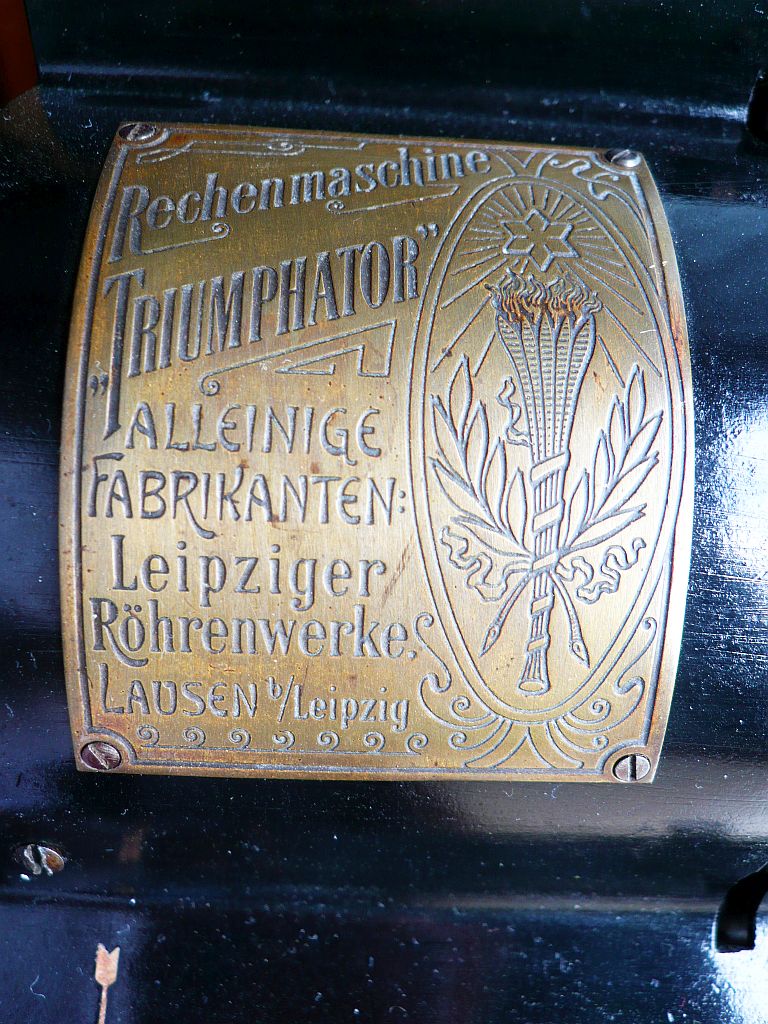 Rechenmaschine
„TRIUMPHATOR”
ALLEINIGE
FABRIKANTEN:
Leipziger
Röhrenwerke.
LAUSEN b/Leipzig